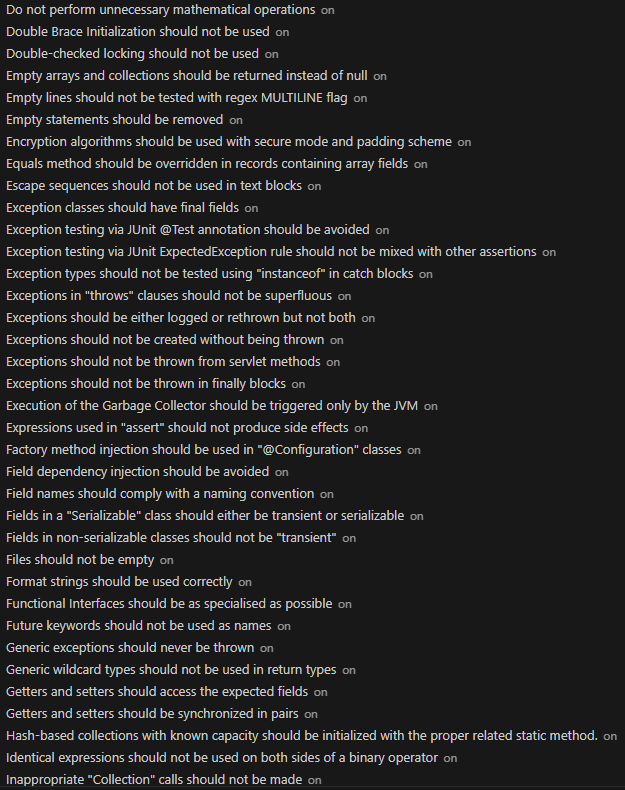 Do not perform unnecessary mathematical operations on
Double Brace Initialization should not be used on
Double-checked locking should not be used on
Empty arrays and collections should be returned instead of null on
Empty lines should not be tested with regex MULTILINE flag on
Empty statements should be removed on
Encryption algorithms should be used with secure mode and padding scheme on
Equals method should be overridden in records containing array fields on
Escape sequences should not be used in text blocks on
Exception classes should have final fields on
Exception testing via JUnit @Test annotation should be avoided on
Exception testing via JUnit ExpectedException rule should not be mixed with other assertions on
Exception types should not be tested using "instanceof" in catch blocks on
Exceptions in "throws" clauses should not be superfluous on
Exceptions should be either logged or rethrown but not both on
Exceptions should not be created without being thrown on
Exceptions should not be thrown from servlet methods on
Exceptions should not be thrown in finally blocks on
Execution of the Garbage Collector should be triggered only by the JVM on
Expressions used in "assert" should not produce side effects on
Factory method injection should be used in "@Configuration" classes on
Field dependency injection should be avoided on
Field names should comply with a naming convention on
Fields in a "Serializable" class should either be transient or serializable on
Fields in non-serializable classes should not be "transient" on
Files should not be empty on
Format strings should be used correctly on
Functional Interfaces should be as specialised as possible on
Future keywords should not be used as names on
Generic exceptions should never be thrown on
Generic wildcard types should not be used in return types on
Getters and setters should access the expected fields on
Getters and setters should be synchronized in pairs on
Hash-based collections with known capacity should be initialized with the proper related static method. on
Identical expressions should not be used on both sides of a binary operator on
Inappropriate "Collection" calls should not be made on